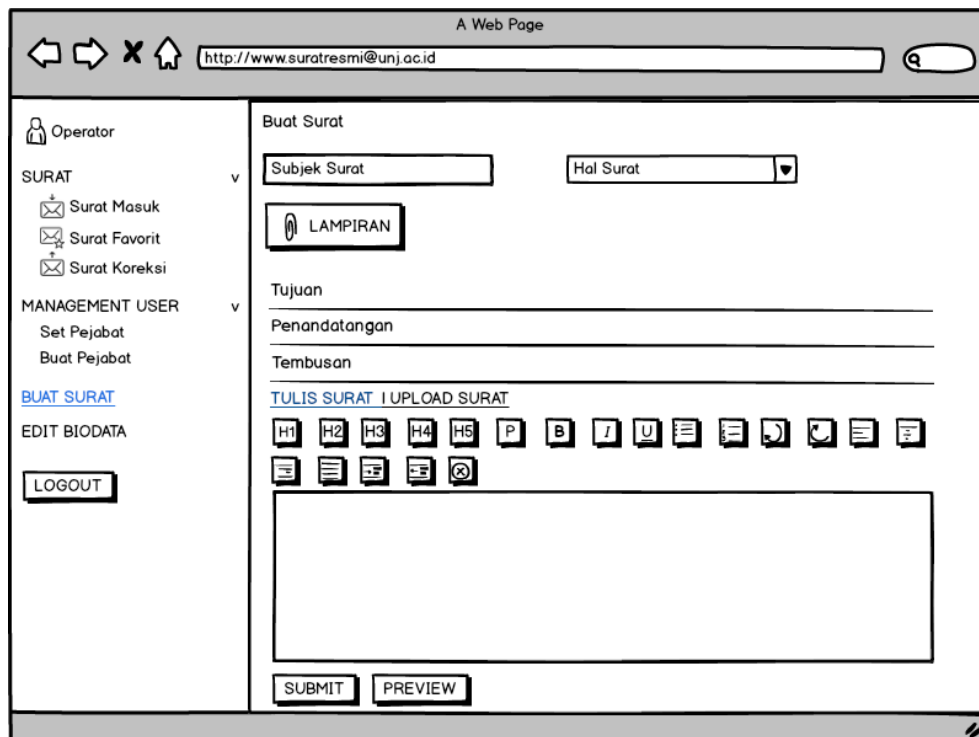 A Web Page
http://www.suratresmi@unj.ac.id
Operator
SURAT v
Surat Masuk
Surat Favorit
Surat Koreksi
MANAGEMENT USER v
Set Pejabat
Buat Pejabat
BUAT SURAT
EDIT BIODATA
LOGOUT
Buat Surat
Subjek Surat
Hal Surat
LAMPIRAN
Tujuan
Penandatangan
Tembusan
TULIS SURAT | UPLOAD SURAT
H1 H2 H3 H4 H5 P B I U
SUBMIT PREVIEW